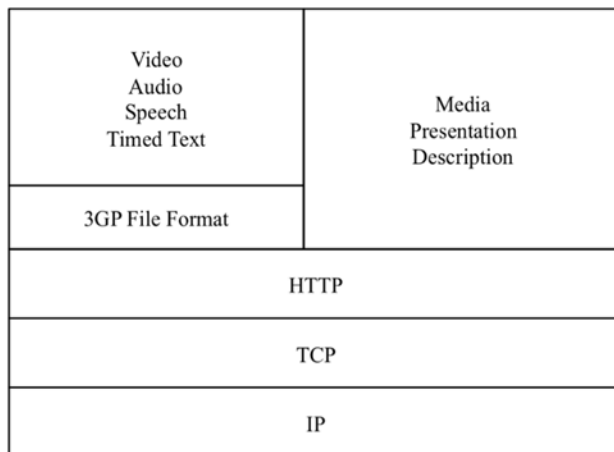 Video
Audio
Speech
Timed Text
3GP File Format
Media
Presentation
Description
HTTP
TCP
IP